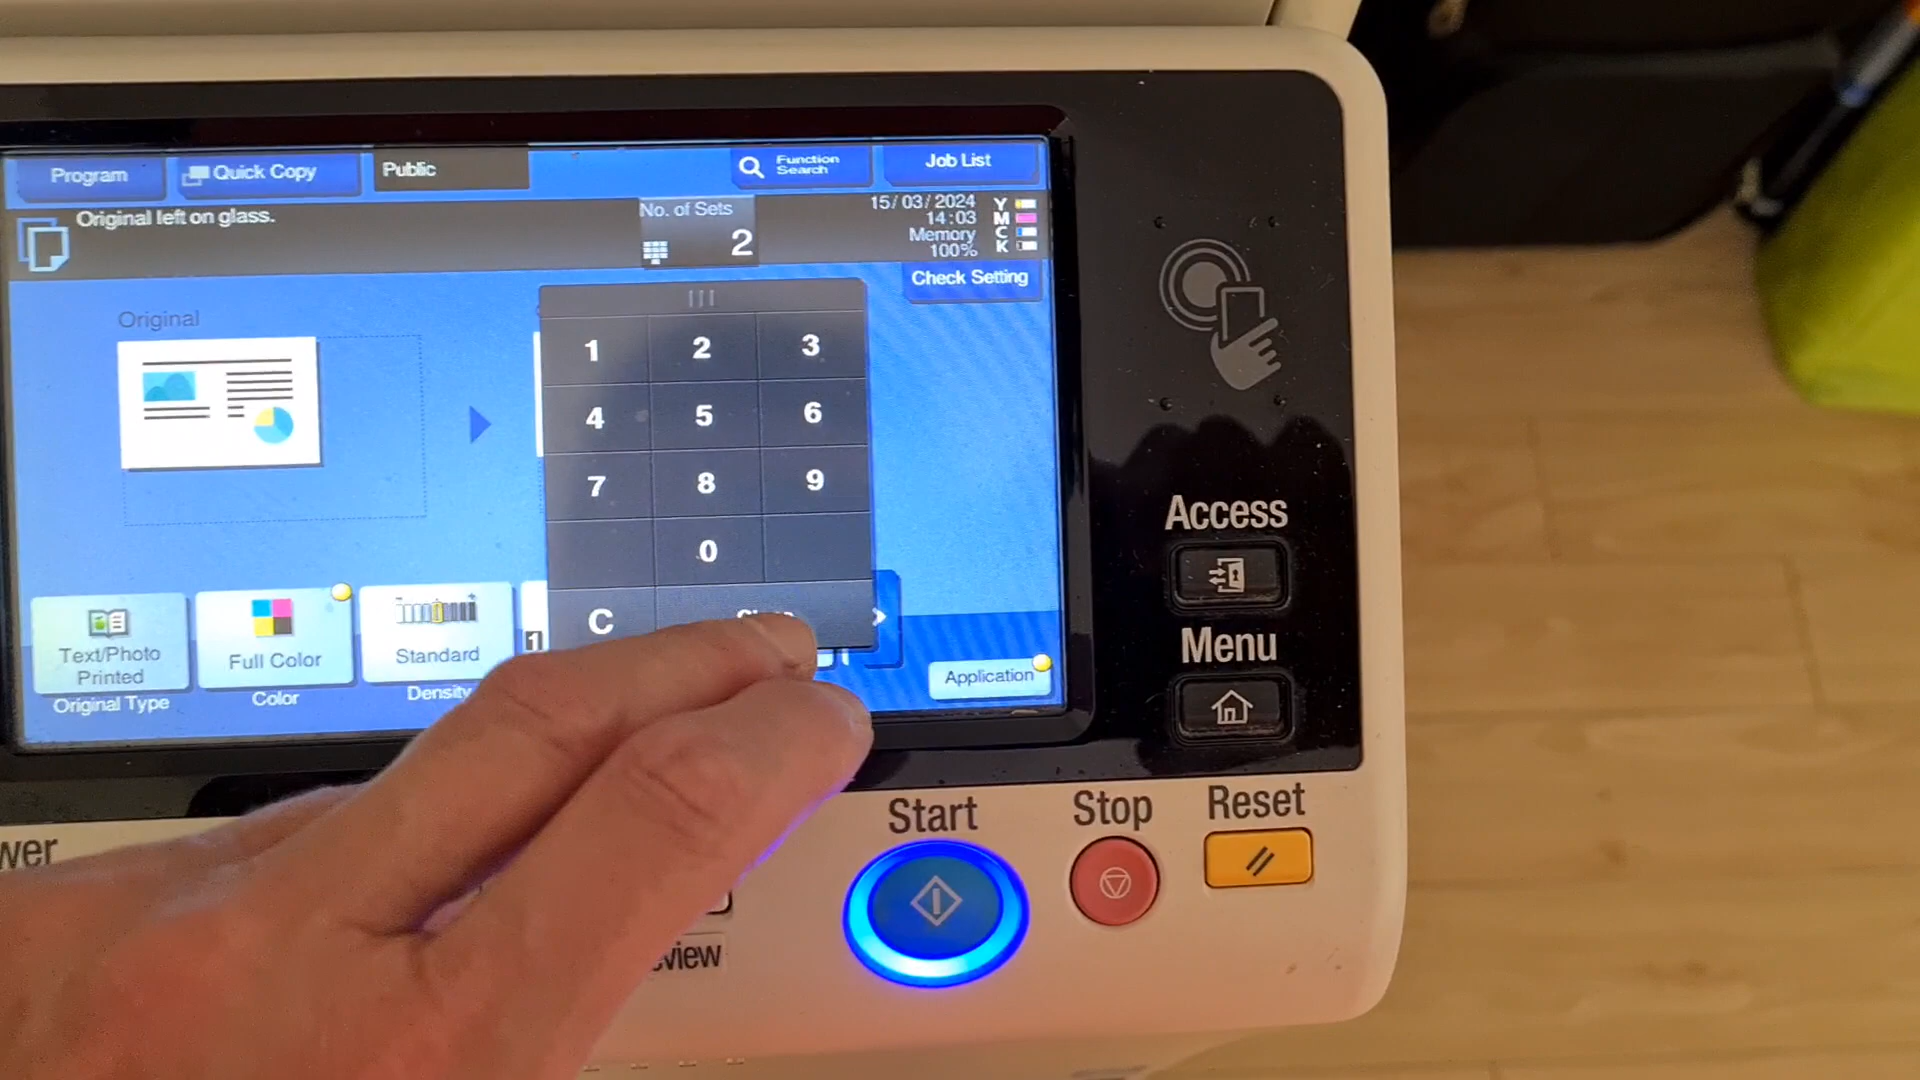 Program
Quick Copy
Public
Function
Search
Job List
Original left on glass.
No. of Sets
2
15/03/2024
14:03
Memory
100%
Y
M
C
K
Check Setting
Original
1 2 3
4 5 6
7 8 9
0
C
Text/Photo
Printed
Original Type
Full Color
Color
Standard
Density
1
Application
Access
Menu
Start
Stop
Reset